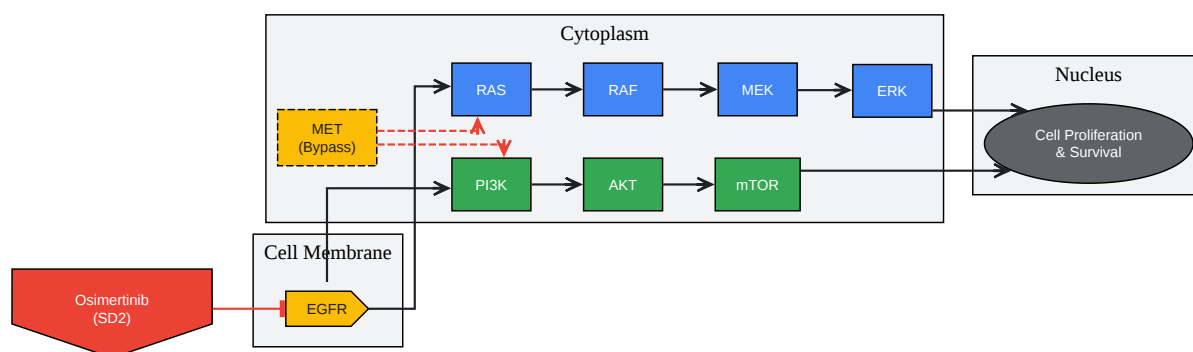 Cytoplasm
Nucleus
RAS
RAF
MEK
ERK
MET
(Bypass)
Cell Proliferation
& Survival
PI3K
AKT
mTOR
Cell Membrane
Osimertinib
(SD2)
EGFR